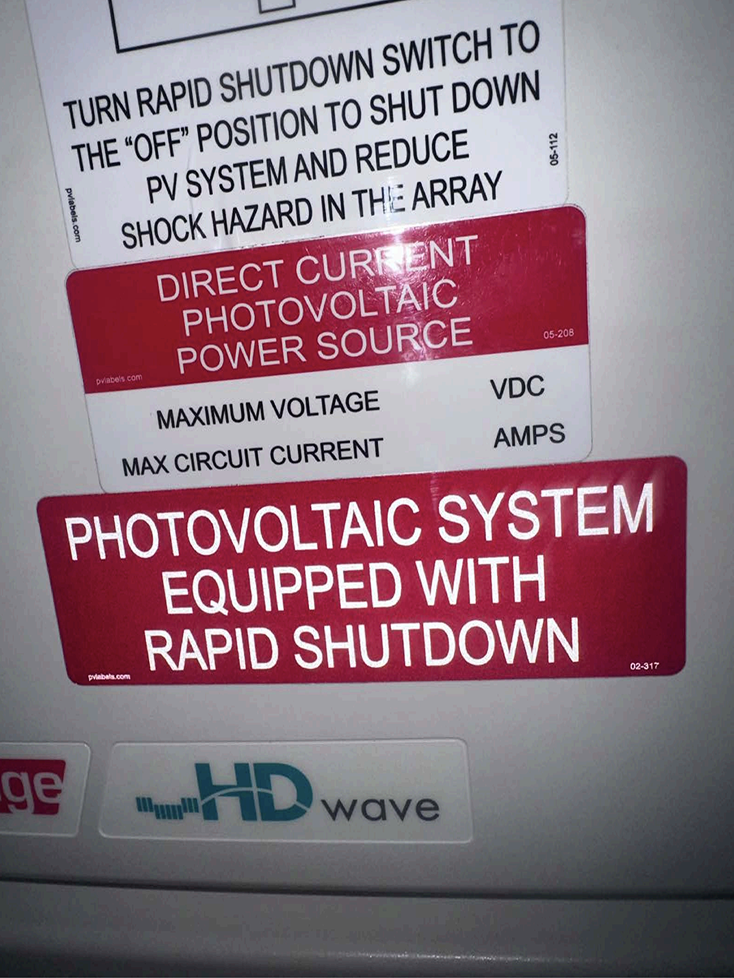 TURN RAPID SHUTDOWN SWITCH TO
THE “OFF” POSITION TO SHUT DOWN
PV SYSTEM AND REDUCE
SHOCK HAZARD IN THE ARRAY
pvlabels.com
05-112
DIRECT CURRENT
PHOTOVOLTAIC
POWER SOURCE
pvlabels.com
05-208
MAXIMUM VOLTAGE VDC
MAX CIRCUIT CURRENT AMPS
PHOTOVOLTAIC SYSTEM
EQUIPPED WITH
RAPID SHUTDOWN
pvlabels.com
02-317
ge
HD wave